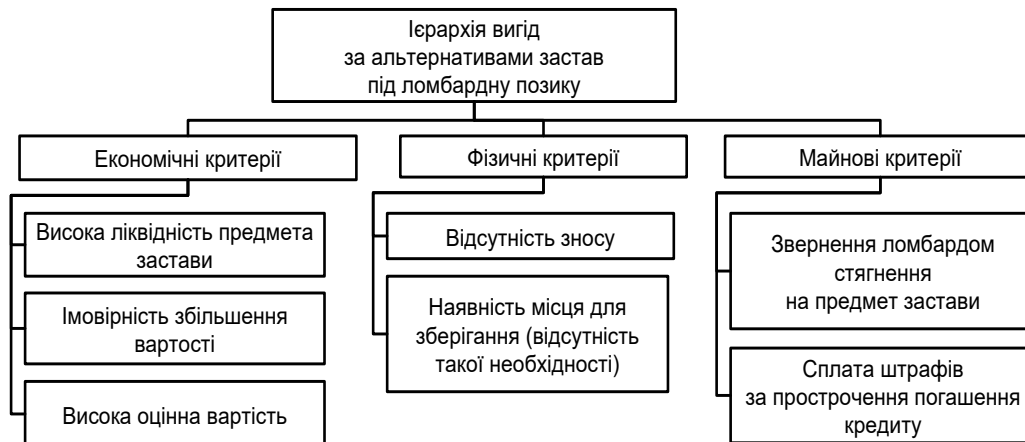 Ієрархія вигід
за альтернативами застав
під ломбардну позику
Економічні критерії
Фізичні критерії
Майнові критерії
Висока ліквідність предмета
застави
Імовірність збільшення
вартості
Висока оцінна вартість
Відсутність зносу
Наявність місця для
зберігання (відсутність
такої необхідності)
Звернення ломбардом
стягнення
на предмет застави
Сплата штрафів
за прострочення погашення
кредиту